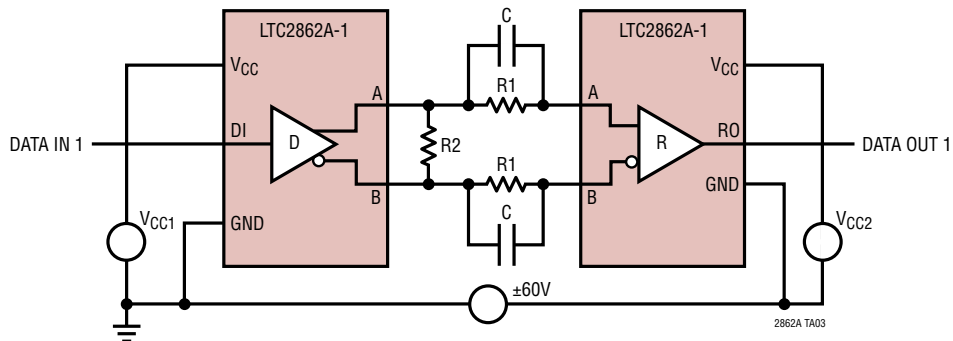 LTC2862A-1
C
LTC2862A-1
VCC
R1
VCC
A
A
DATA IN 1
DI
D
R2
R
RO
DATA OUT 1
R1
B
B
GND
C
GND
VCC1
VCC2
±60V
2862A TA03